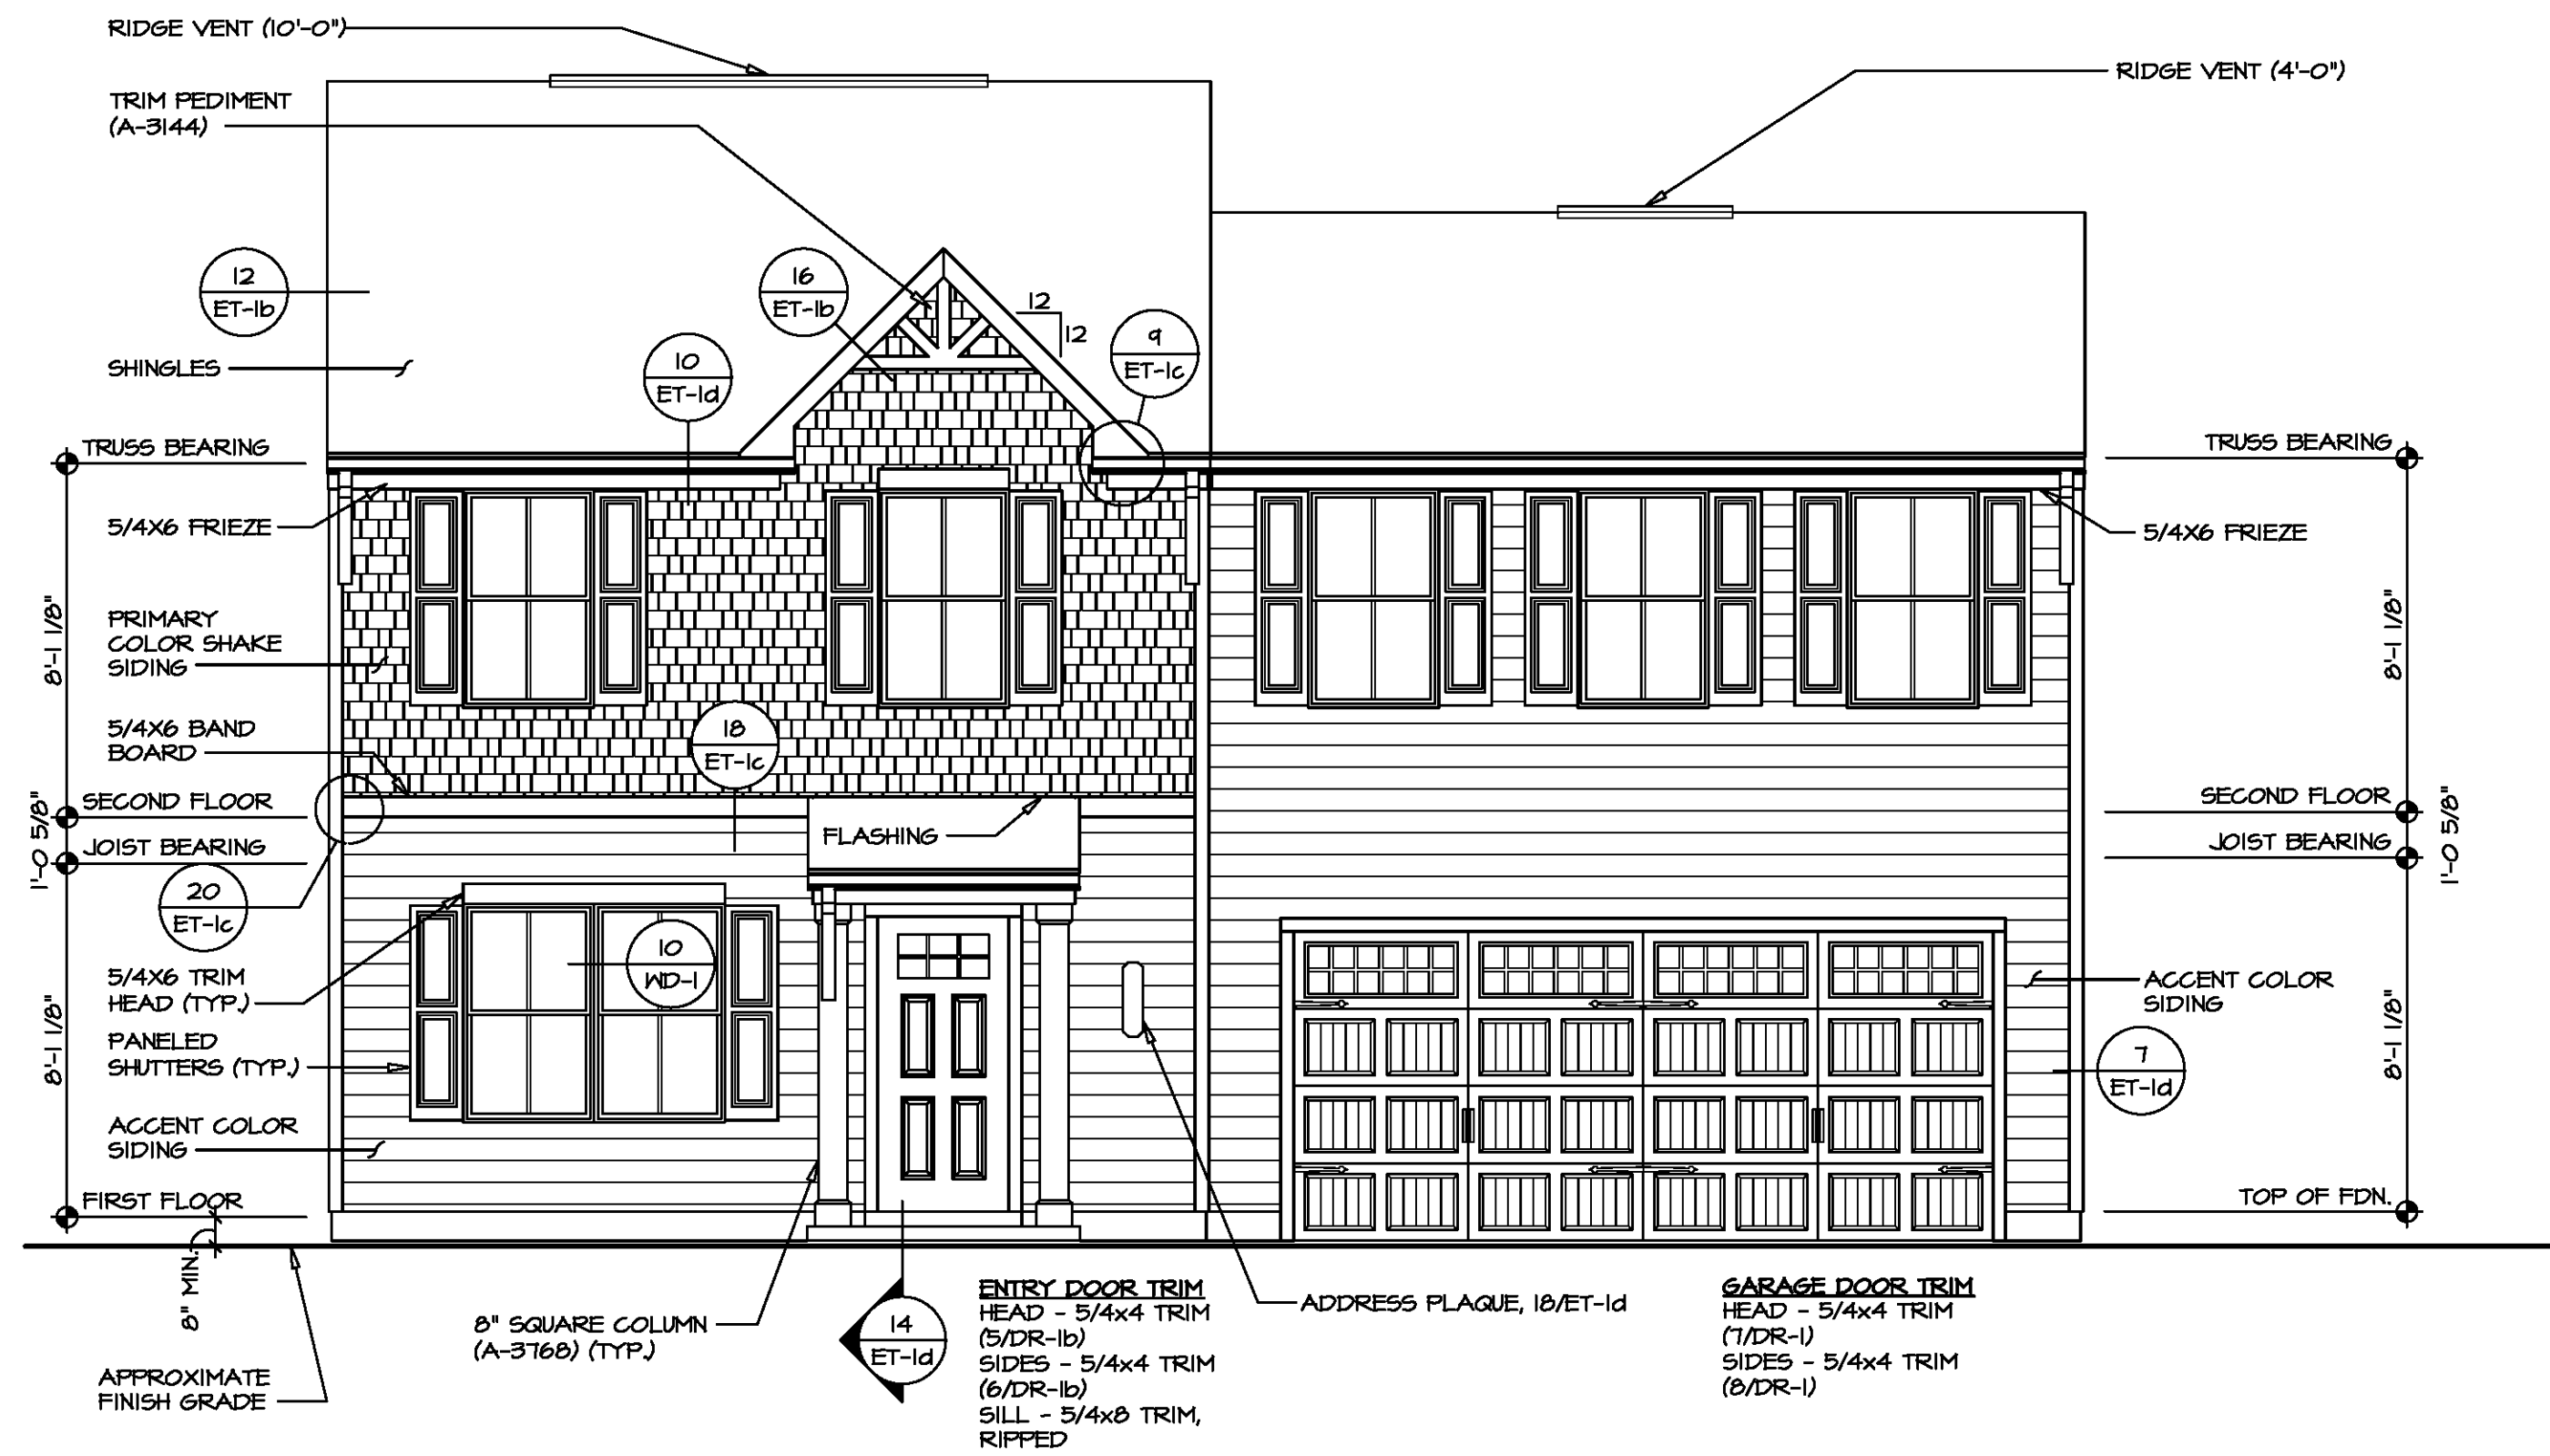 RIDGE VENT (10'-0")
RIDGE VENT (4'-0")
TRIM PEDIMENT
(A-3144)
12
ET-1b
16
ET-1b
12
12
10
ET-1d
9
ET-1c
SHINGLES
TRUSS BEARING
TRUSS BEARING
5/4X6 FRIEZE
5/4X6 FRIEZE
8'-1 1/8"
8'-1 1/8"
PRIMARY
COLOR SHAKE
SIDING
5/4X6 BAND
BOARD
18
ET-1c
SECOND FLOOR
SECOND FLOOR
1'-0 5/8"
1'-0 5/8"
FLASHING
JOIST BEARING
JOIST BEARING
20
ET-1c
10
WD-1
5/4X6 TRIM
HEAD (TYP.)
ACCENT COLOR
SIDING
8'-1 1/8"
8'-1 1/8"
PANELED
SHUTTERS (TYP.)
7
ET-1d
ACCENT COLOR
SIDING
FIRST FLOOR
TOP OF FDN.
8" MIN.
8" SQUARE COLUMN
(A-3768) (TYP.)
14
ET-1d
ENTRY DOOR TRIM
HEAD - 5/4x4 TRIM
(5/DR-1b)
SIDES - 5/4x4 TRIM
(6/DR-1b)
SILL - 5/4x8 TRIM,
RIPPED
ADDRESS PLAQUE, 18/ET-1d
GARAGE DOOR TRIM
HEAD - 5/4x4 TRIM
(7/DR-1)
SIDES - 5/4x4 TRIM
(8/DR-1)
APPROXIMATE
FINISH GRADE